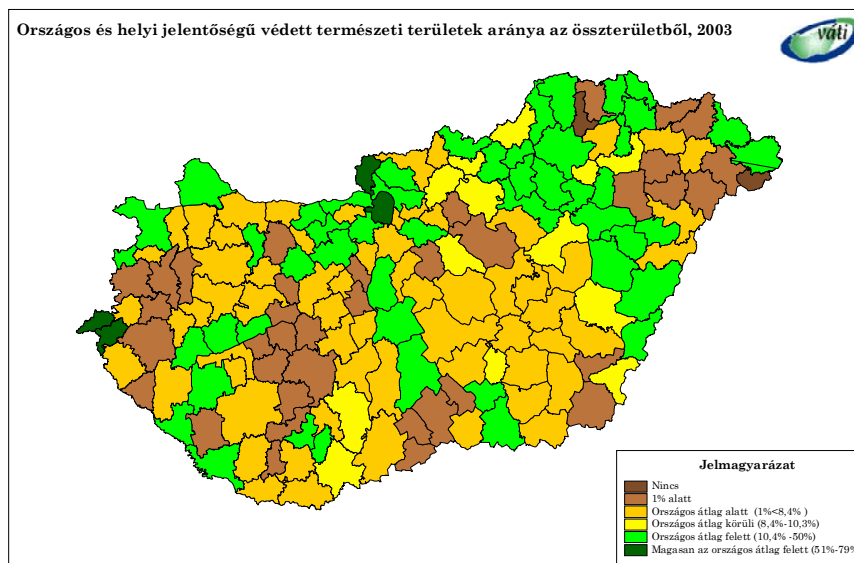 Országos és helyi jelentőségű védett természeti területek aránya az összterületből, 2003
váti
Jelmagyarázat
Nincs
1% alatt
Országos átlag alatt (1%<8,4% )
Országos átlag körüli (8,4%-10,3%)
Országos átlag felett (10,4% -50%)
Magasan az országos átlag felett (51%-79%